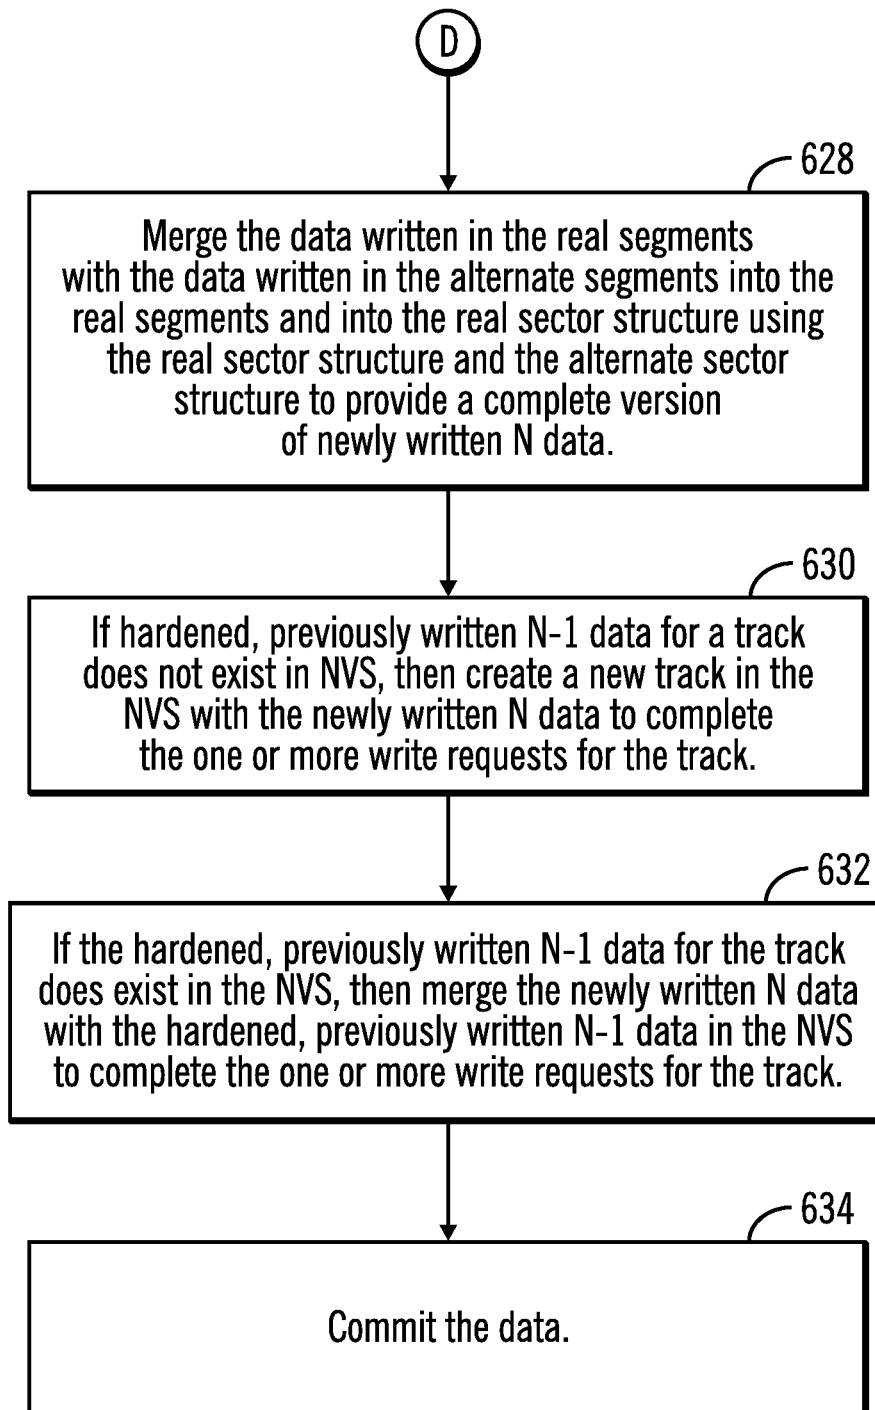 D
628
Merge the data written in the real segments
with the data written in the alternate segments into the
real segments and into the real sector structure using
the real sector structure and the alternate sector
structure to provide a complete version
of newly written N data.
630
If hardened, previously written N-1 data for a track
does not exist in NVS, then create a new track in the
NVS with the newly written N data to complete
the one or more write requests for the track.
632
If the hardened, previously written N-1 data for the track
does exist in the NVS, then merge the newly written N data
with the hardened, previously written N-1 data in the NVS
to complete the one or more write requests for the track.
634
Commit the data.